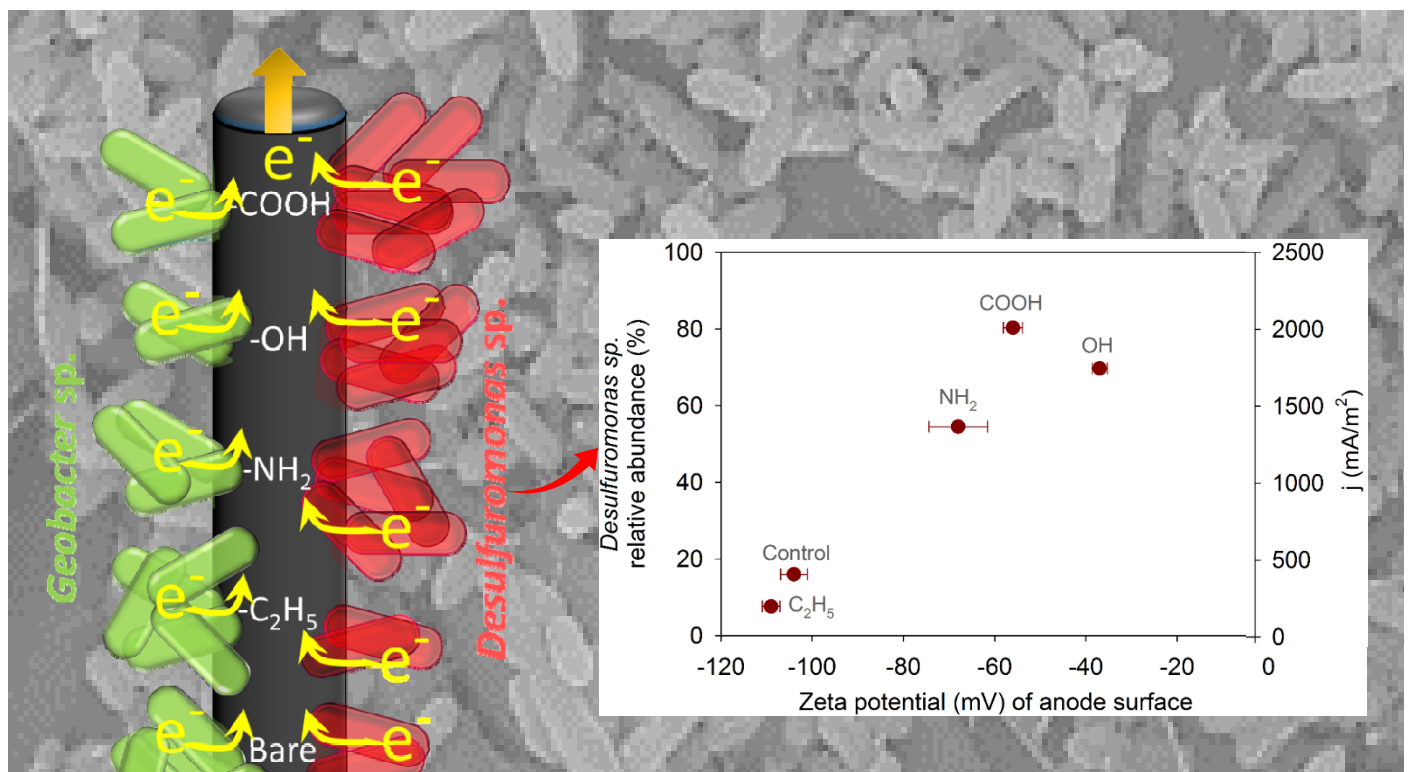 e⁻
e⁻ e⁻
-COOH
e⁻ e⁻
-OH
e⁻
-NH₂
e⁻
e⁻
-C₂H₅
e⁻
e⁻ e⁻
Bare
Geobacter sp.
Desulfuromonas sp.
Desulfuromonas sp.
relative abundance (%)
100
80
60
40
20
0
COOH
OH
NH₂
Control
C₂H₅
2500
2000
1500
1000
500
0
j (mA/m²)
-120 -100 -80 -60 -40 -20 0
Zeta potential (mV) of anode surface